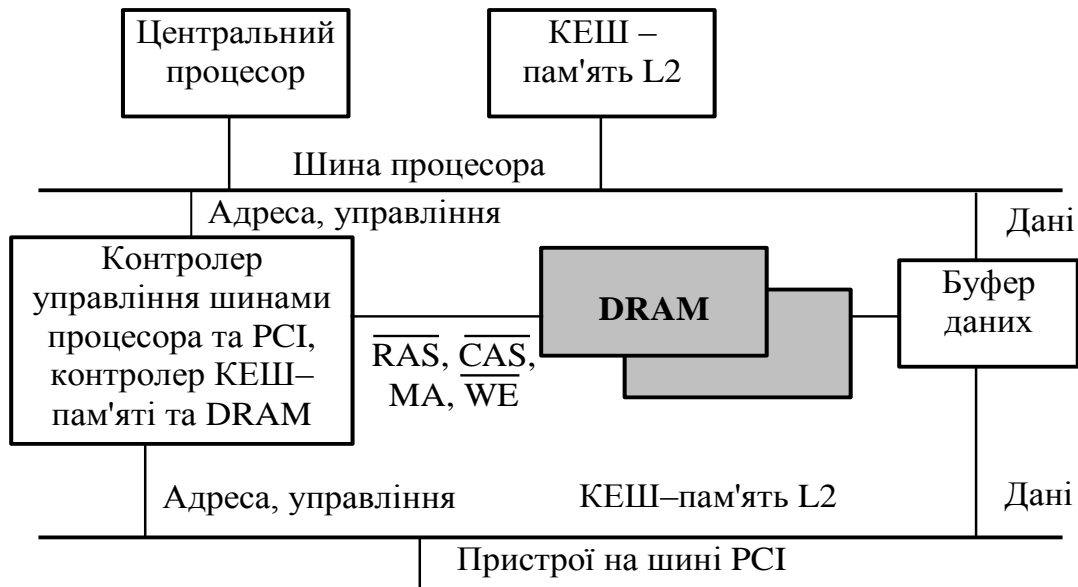 Центральний
процесор
КЕШ –
пам'ять L2
Шина процесора
Адреса, управління
Дані
Контролер
управління шинами
процесора та PCI,
контролер КЕШ–
пам'яті та DRAM
RAS, CAS,
MA, WE
DRAM
Буфер
даних
Адреса, управління
КЕШ–пам'ять L2
Дані
Пристрої на шині PCI